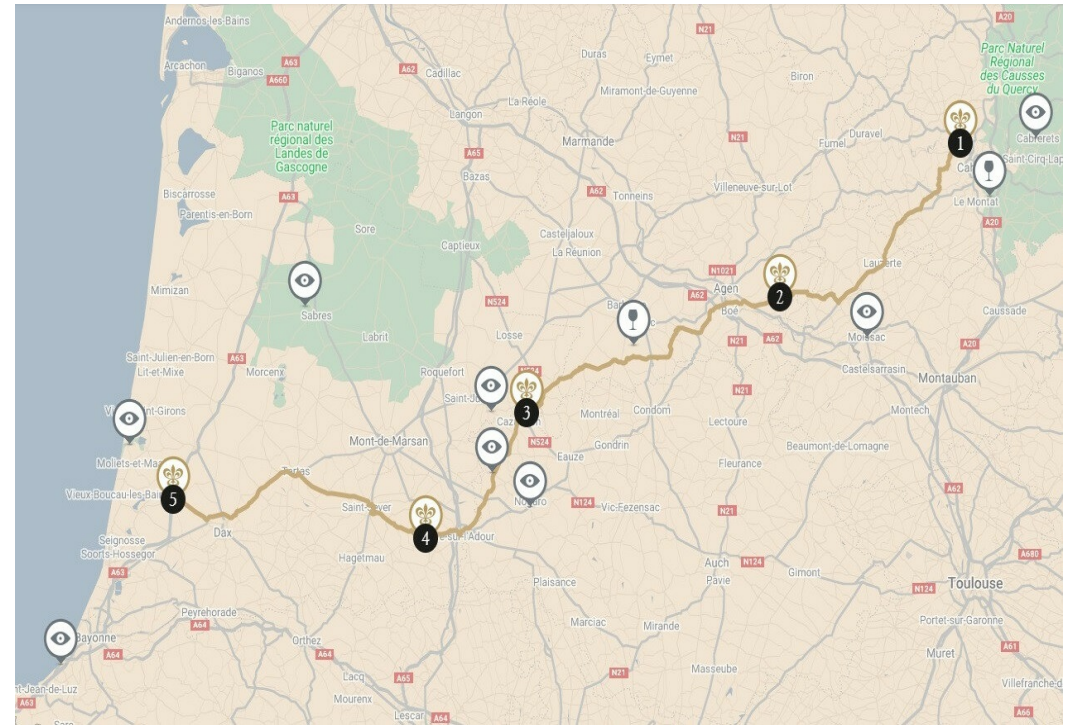 Andernos-les-Bains
A20
N21
Parc Naturel
Régional
des Causses
du Quercy
Duras
Eymet
A63
A62
Arcachon
Biganos
Cadillac
A660
Biron
Miramont-de-Guyenne
La Réole
Langon
Cabrerets
Parc naturel
régional des
Landes de
Gascogne
Marmande
N21
Duravel
Fumel
1
A65
Saint-Cirq-Lap
Bazas
A62
Villeneuve-sur-Lot
Biscarrosse
A63
Tonneins
Le Montat
Parentis-en-Born
A20
Sore
Casteljaloux
Captieux
La Réunion
Lauzerte
N1021
Mimizan
Agen
A62
2
N524
Boé
Caussade
Sabres
Labrit
Losse
N21
A62
Moissac
A20
Saint-Julien-en-Born
A63
Lit-et-Mixe
Morcenx
Roquefort
Castelsarrasin
Montauban
N21
3
Montréal
Condom
Montech
Lectoure
Mont-de-Marsan
N524
Gondrin
Beaumont-de-Lomagne
Eauze
Fleurance
Tartas
5
A62
N124
Vic-Fezensac
Saint-Sever
N21
4
Dax
Seignosse
Soorts-Hossegor
A680
Hagetmau
Auch
N124
Gimont
A63
Plaisance
Pavie
N124
Toulouse
Peyrehorade
A64
Marciac
Mirande
Portet-sur-Garonne
Bayonne
Orthez
A64
A64
A61
Muret
Masseube
Lacq
A65
N21
Mourenx
A63
Lescar
A64
A66